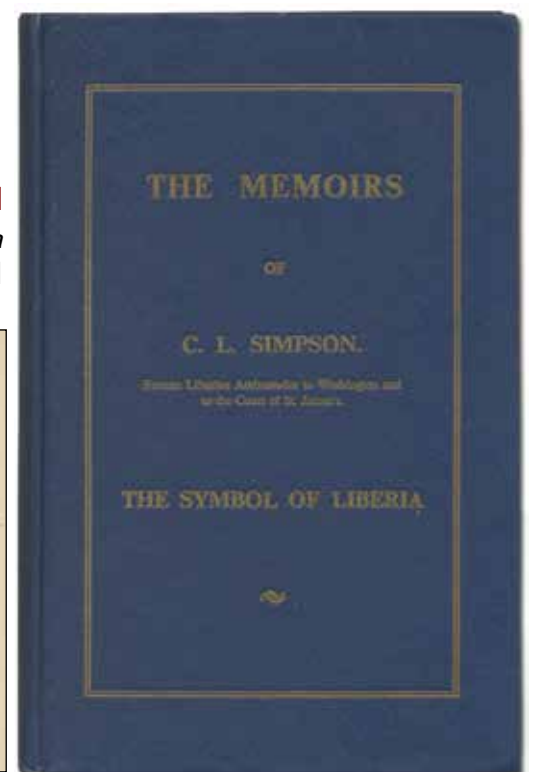 THE MEMOIRS
OF
C. L. SIMPSON.
Former Liberian Ambassador to Washington and
to the Court of St. James's.
THE SYMBOL OF LIBERIA